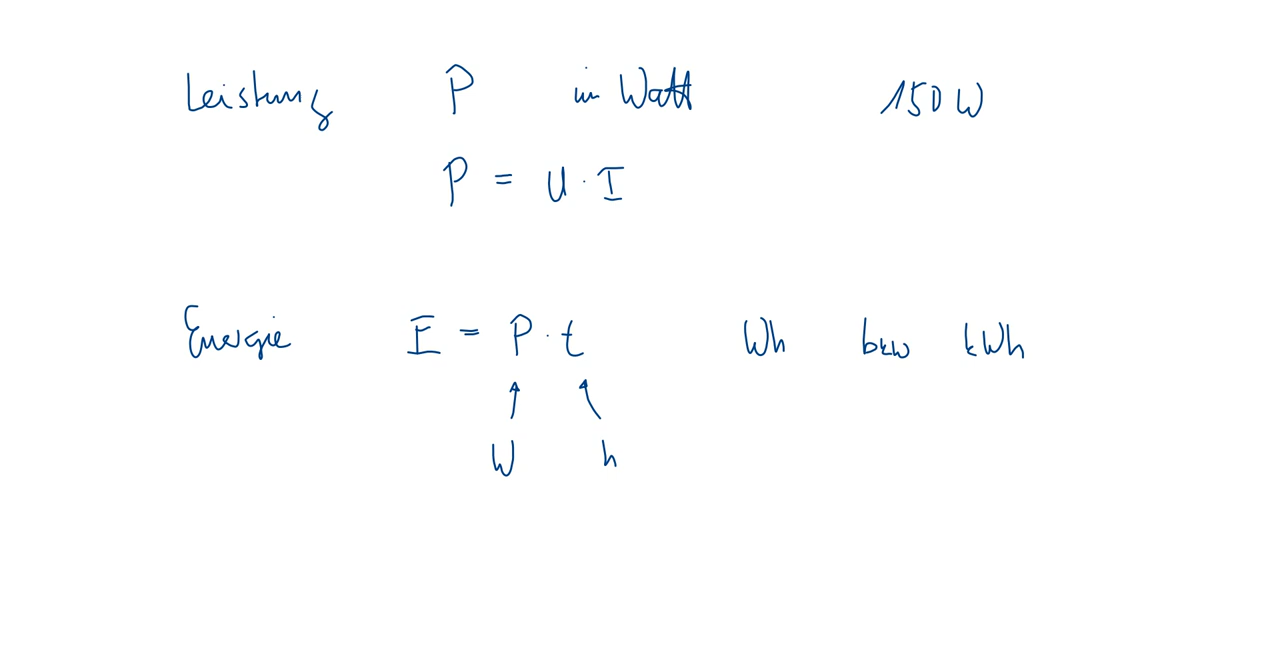 Leistung P in Watt 150 W
P = U · I
Energie E = P · t Wh bzw kWh
W h